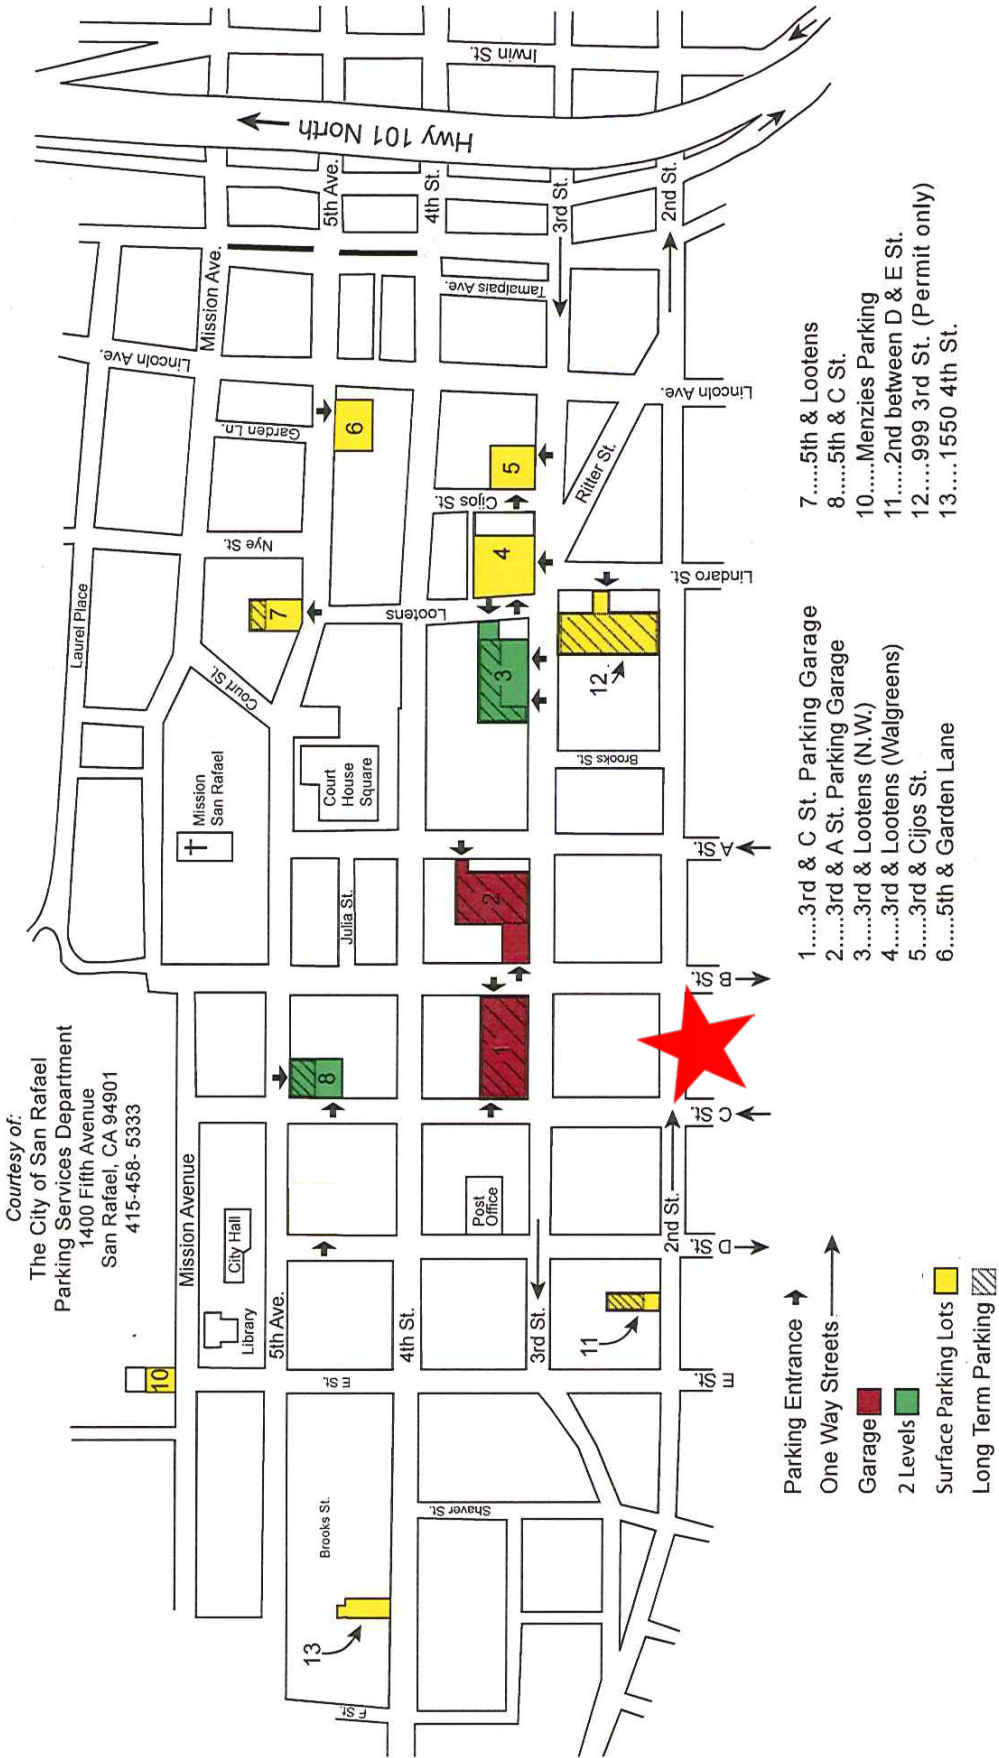 Courtesy of:
The City of San Rafael
Parking Services Department
1400 Fifth Avenue
San Rafael, CA 94901
415-458- 5333
Hwy 101 North
Irwin St.
5th Ave.
4th St.
3rd St.
2nd St.
Mission Ave.
Tamalpais Ave.
Lincoln Ave.
Lincoln Ave.
Garden Ln.
6
5
Cijos St.
Ritter St.
Nye St.
4
Laurel Place
7
Lootens
Lindaro St.
Court St.
3
12
Mission
San Rafael
Court
House
Square
Brooks St.
A St.
2
Julia St.
B St.
1
8
C St.
Mission Avenue
City Hall
Library
Post
Office
D St.
2nd St.
5th Ave.
4th St.
3rd St.
11
10
E St.
E St.
Brooks St.
Shaver St.
13
F St.
Parking Entrance
One Way Streets
Garage
2 Levels
Surface Parking Lots
Long Term Parking
1.....3rd & C St. Parking Garage
2.....3rd & A St. Parking Garage
3.....3rd & Lootens (N.W.)
4.....3rd & Lootens (Walgreens)
5.....3rd & Cijos St.
6.....5th & Garden Lane
7.....5th & Lootens
8.....5th & C St.
10....Menzies Parking
11....2nd between D & E St.
12....999 3rd St. (Permit only)
13....1550 4th St.